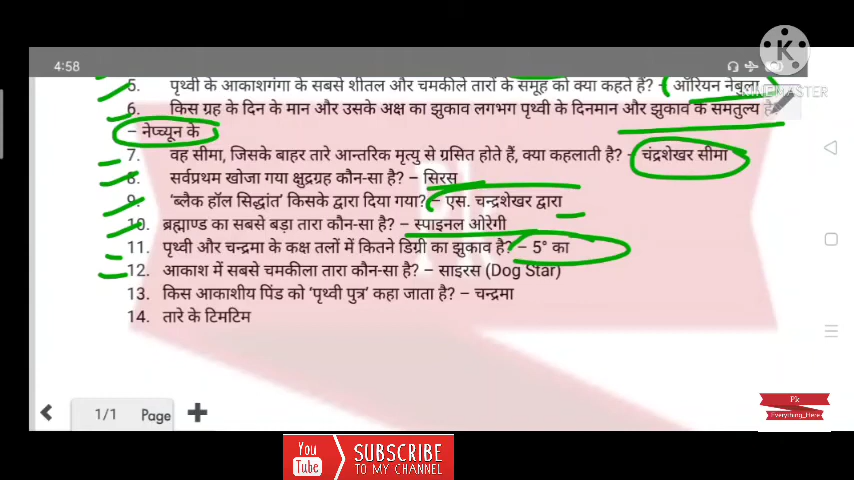 4:58
5. पृथ्वी के आकाशगंगा के सबसे शीतल और चमकीले तारों के समूह को क्या कहते हैं? – ऑरियन नेबुला
KINEMASTER
6. किस ग्रह के दिन के मान और उसके अक्ष का झुकाव लगभग पृथ्वी के दिनमान और झुकाव के समतुल्य है
– नेप्च्यून के
7. वह सीमा, जिसके बाहर तारे आन्तरिक मृत्यु से ग्रसित होते हैं, क्या कहलाती है? – चंद्रशेखर सीमा
8. सर्वप्रथम खोजा गया क्षुद्रग्रह कौन-सा है? – सिरस
9. ‘ब्लैक हॉल सिद्धांत’ किसके द्वारा दिया गया? – एस. चन्द्रशेखर द्वारा
10. ब्रह्माण्ड का सबसे बड़ा तारा कौन-सा है? – स्पाइनल ओरेगी
11. पृथ्वी और चन्द्रमा के कक्ष तलों में कितने डिग्री का झुकाव है? – 5° का
12. आकाश में सबसे चमकीला तारा कौन-सा है? – साइरस (Dog Star)
13. किस आकाशीय पिंड को ‘पृथ्वी पुत्र’ कहा जाता है? – चन्द्रमा
14. तारे के टिमटिम
1/1 Page
Pk
Everything_Here
You Tube
SUBSCRIBE
TO MY CHANNEL